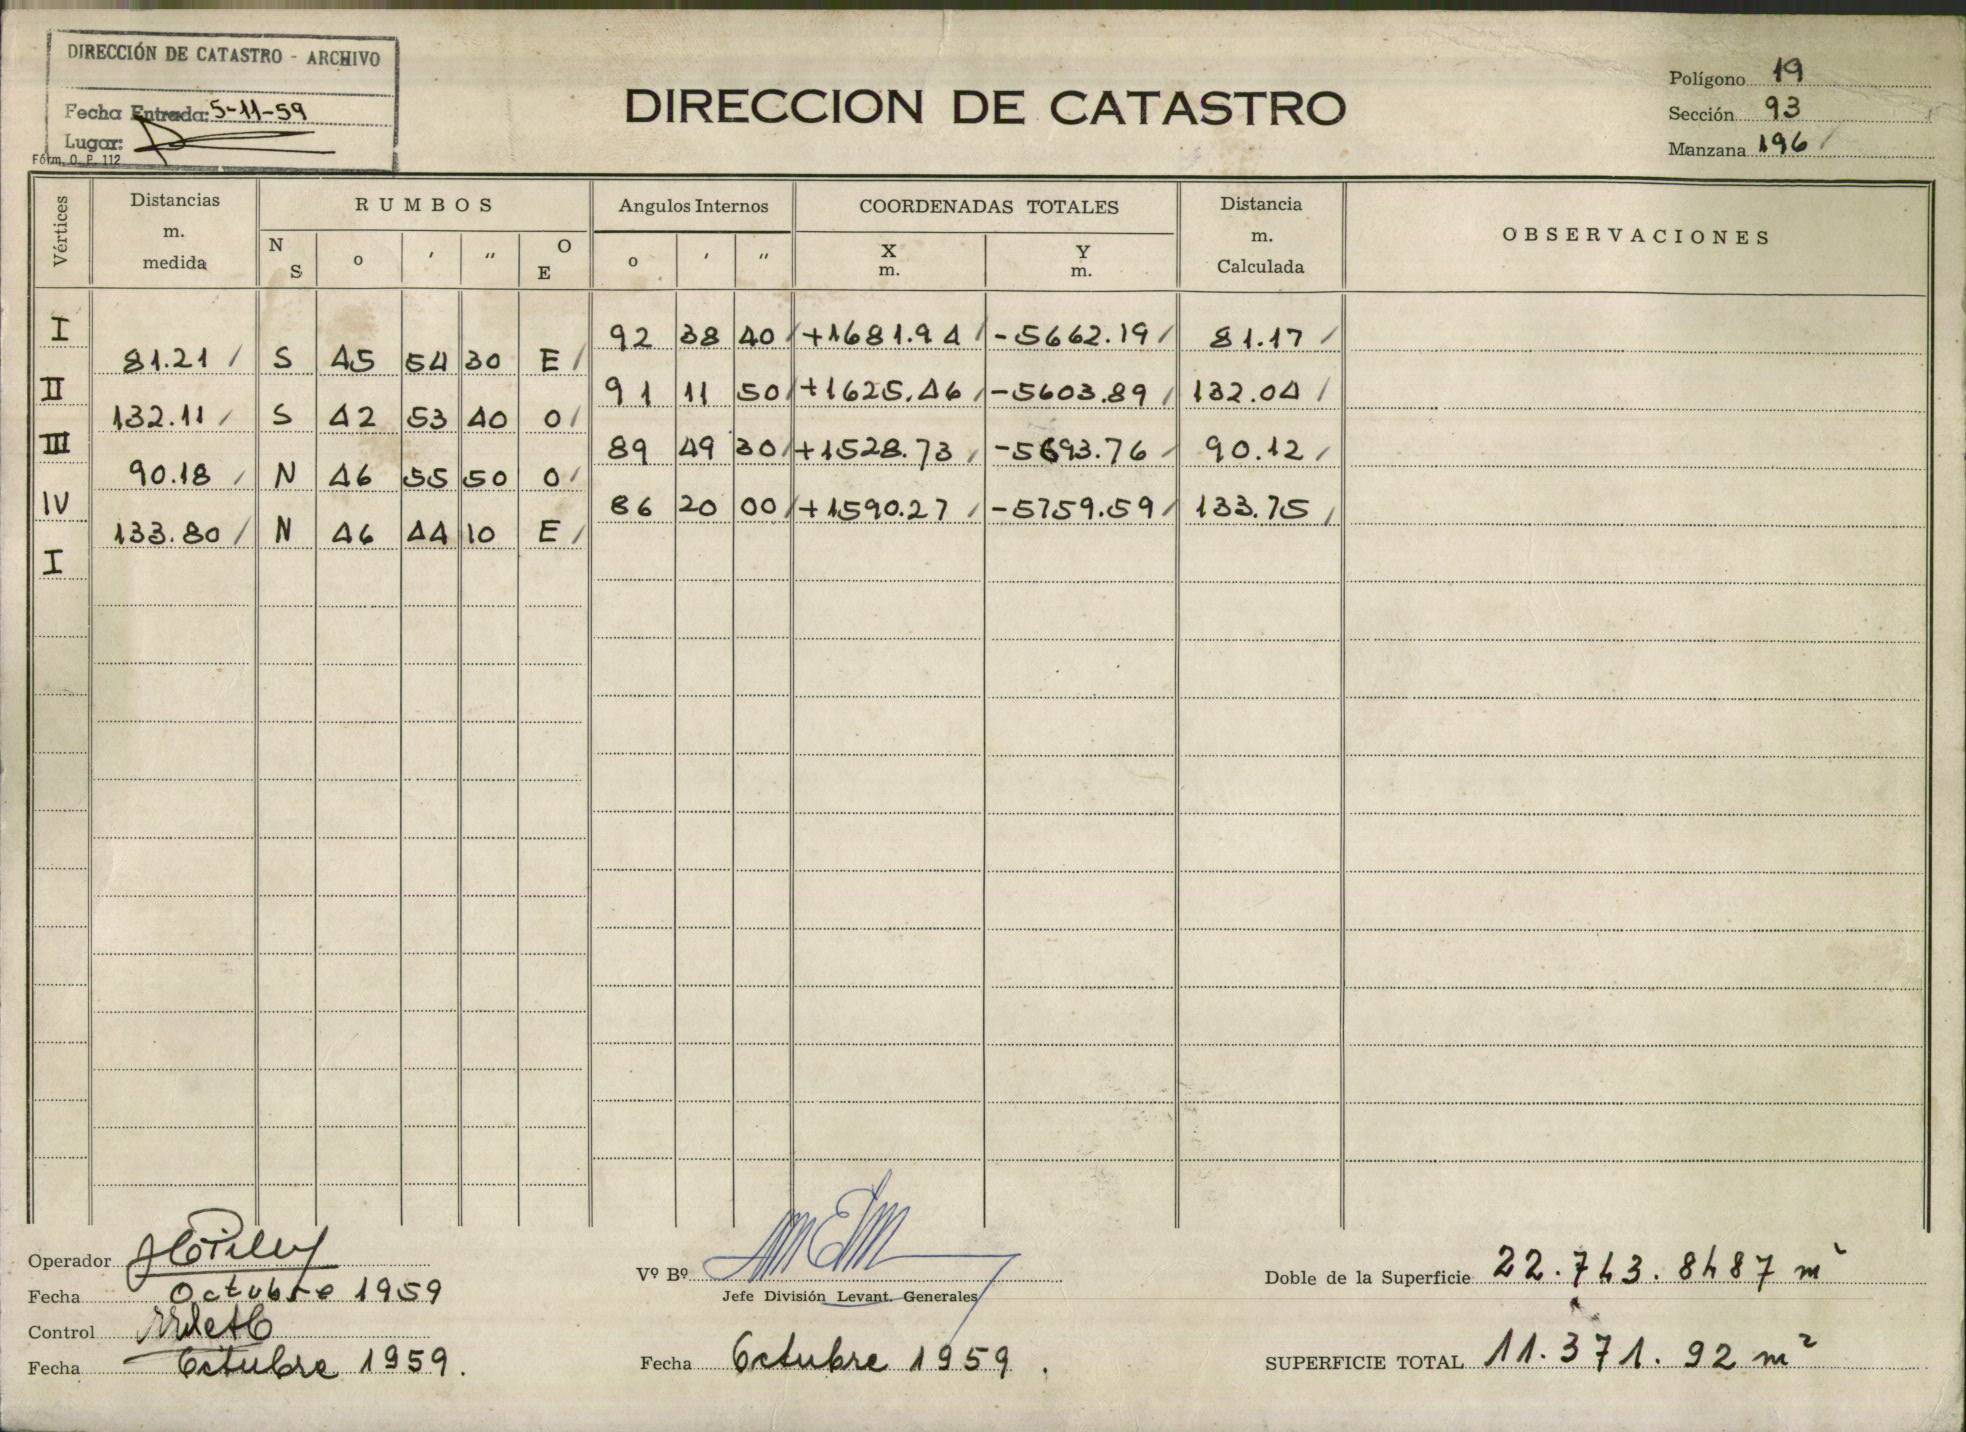 DIRECCIÓN DE CATASTRO - ARCHIVO
Fecha Entrada: 5-11-59
Lugar:
Fórm. O. P. 112
DIRECCION DE CATASTRO
Polígono 19
Sección 93
Manzana 196
Vértices
Distancias m. medida
RUMBOS
N S o ′ ″ O E
Angulos Internos
o ′ ″
COORDENADAS TOTALES
X m. Y m.
Distancia m. Calculada
OBSERVACIONES
I 92 38 40 +1681.94 -5662.19 81.17
81.21 S 45 54 30 E
II 91 11 50 +1625.46 -5603.89 132.04
132.11 S 42 53 40 O
III 89 49 30 +1528.73 -5693.76 90.12
90.18 N 46 55 50 O
IV 86 20 00 +1590.27 -5759.59 133.75
133.80 N 46 44 10 E
I
Operador
Fecha Octubre 1959
Control
Fecha Octubre 1959.
Vº Bº
Jefe División Levant. Generales
Fecha Octubre 1959.
Doble de la Superficie 22.743.8487 m²
SUPERFICIE TOTAL 11.371.92 m²